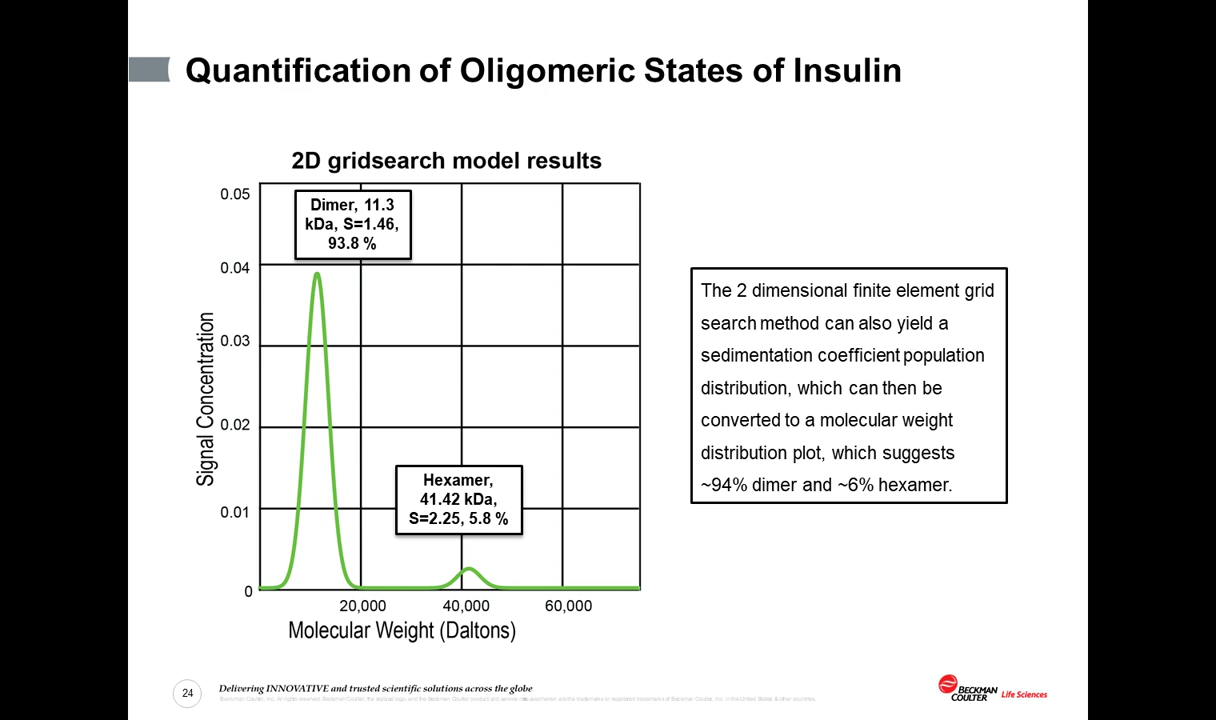 Quantification of Oligomeric States of Insulin
2D gridsearch model results
0.05
0.04
0.03
0.02
0.01
0
Signal Concentration
Dimer, 11.3
kDa, S=1.46,
93.8 %
Hexamer,
41.42 kDa,
S=2.25, 5.8 %
20,000
40,000
60,000
Molecular Weight (Daltons)
The 2 dimensional finite element grid
search method can also yield a
sedimentation coefficient population
distribution, which can then be
converted to a molecular weight
distribution plot, which suggests
~94% dimer and ~6% hexamer.
24
Delivering INNOVATIVE and trusted scientific solutions across the globe
BECKMAN
COULTER
Life Sciences